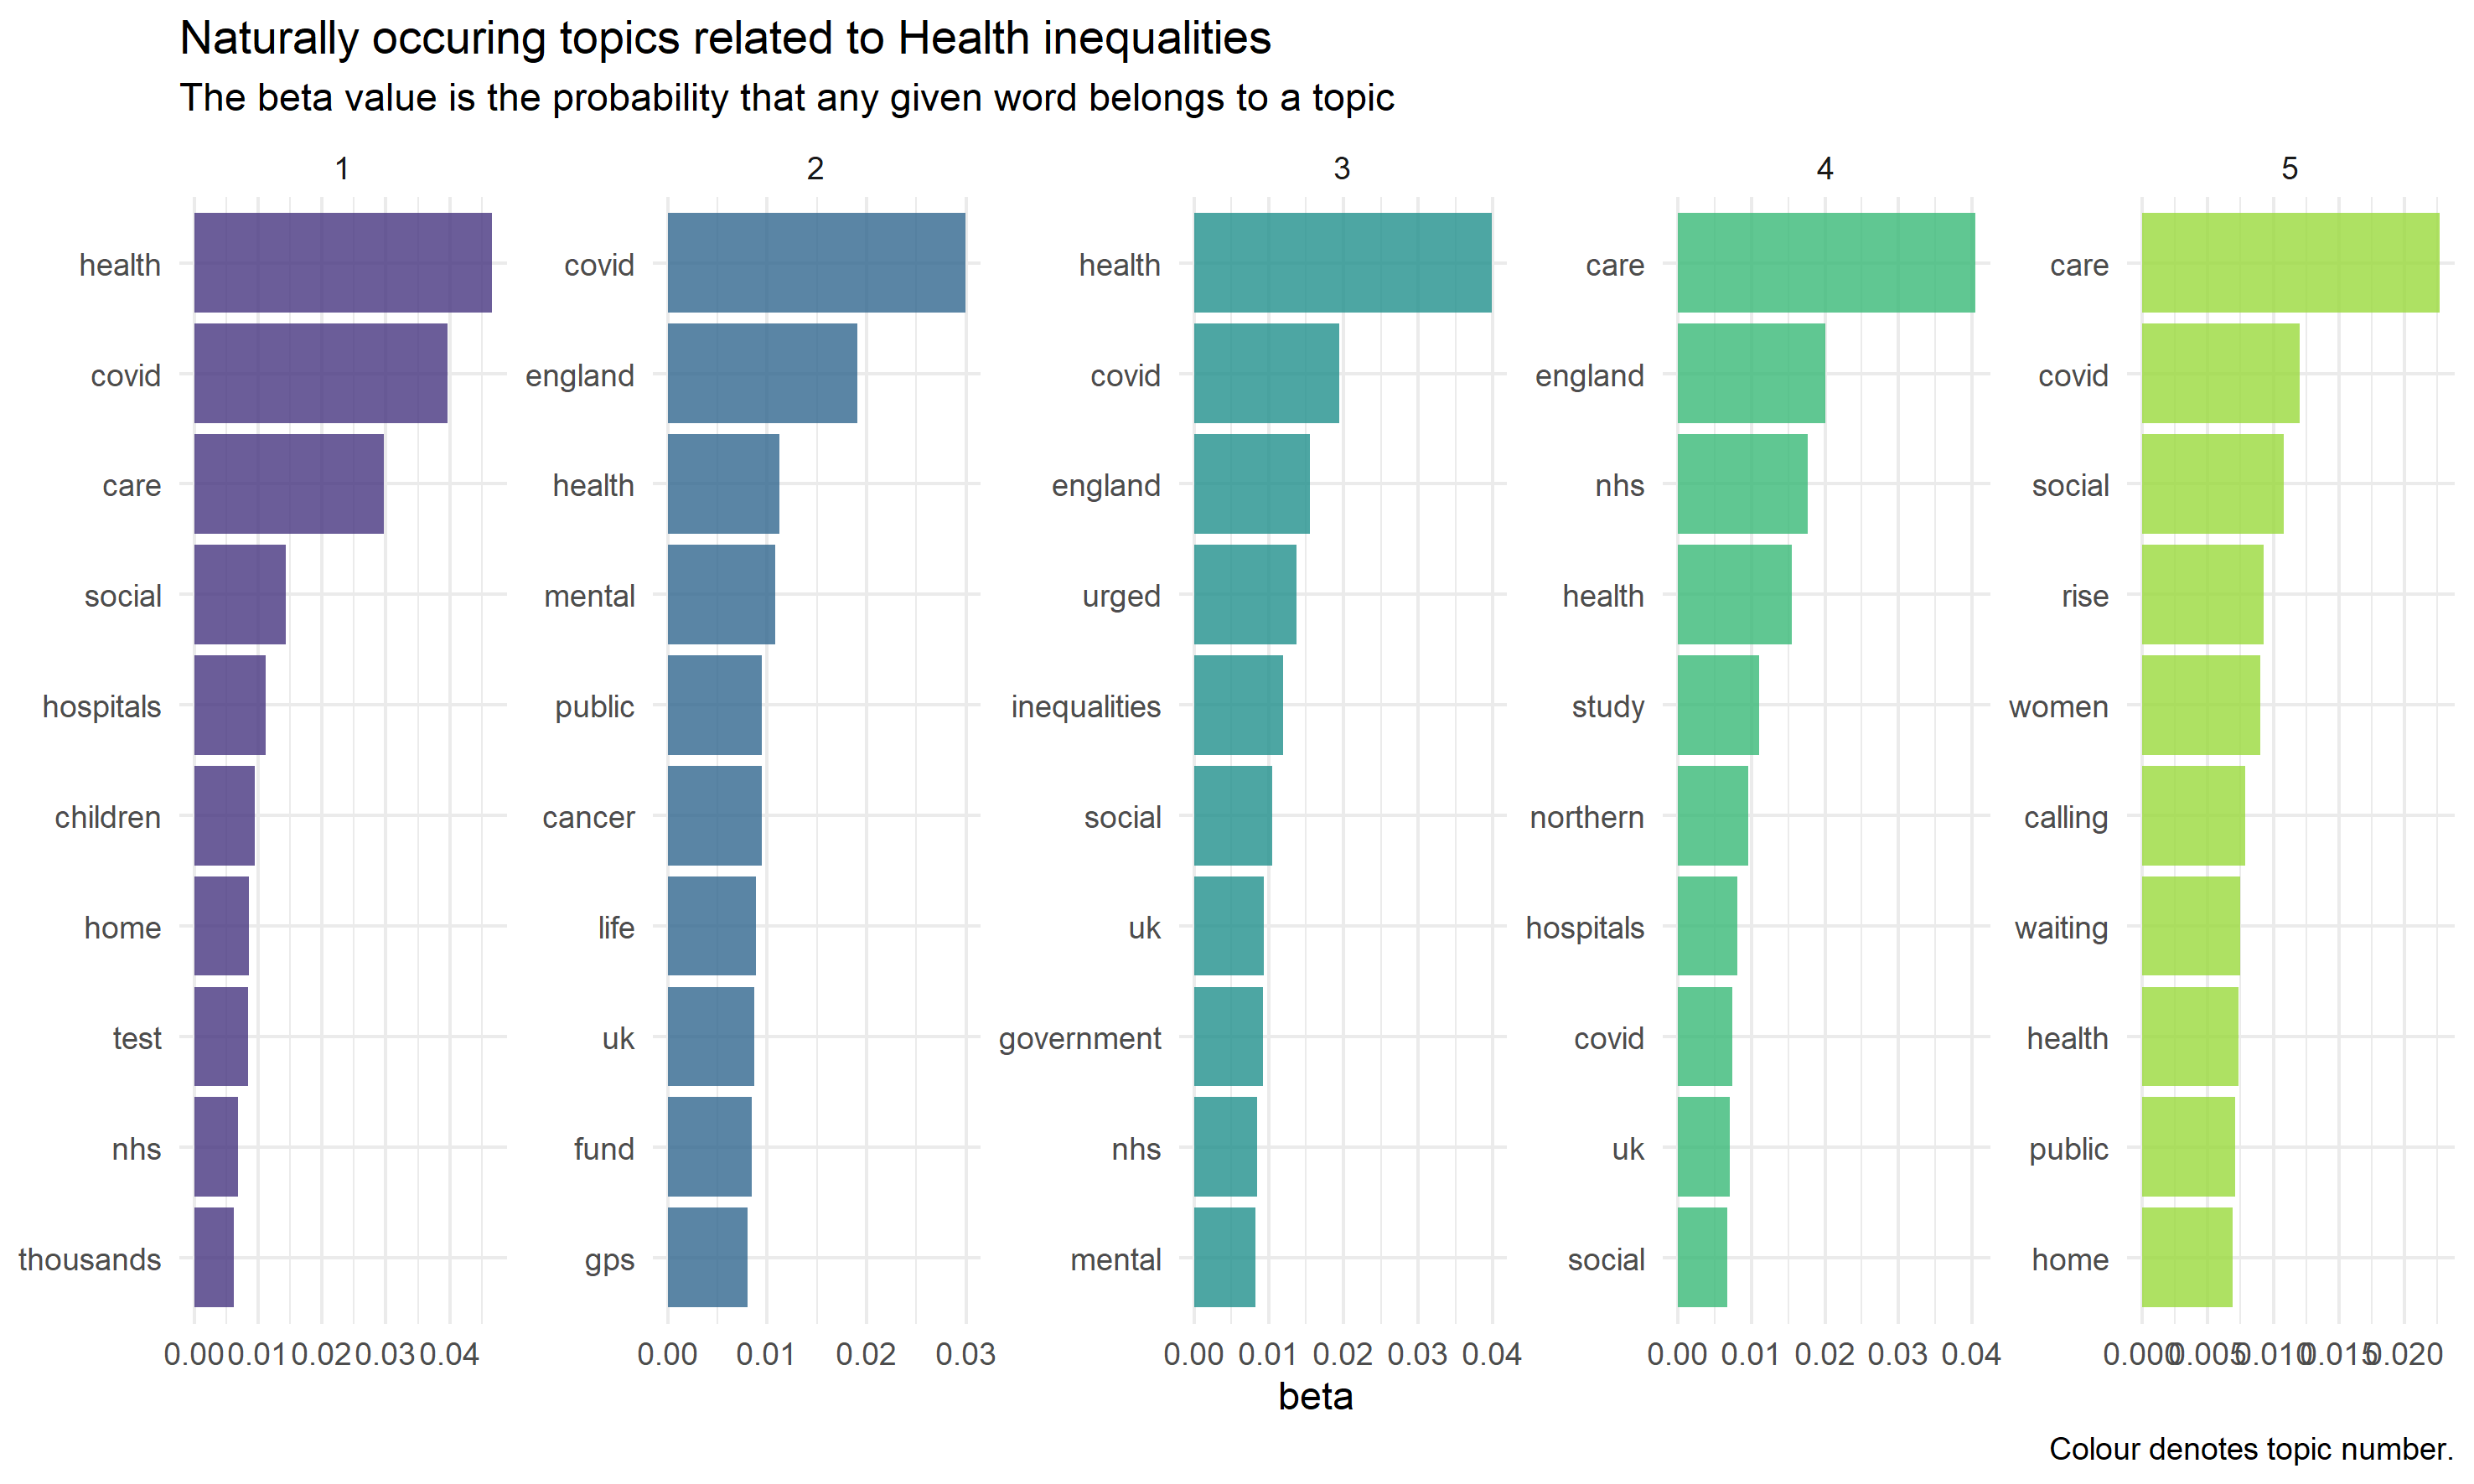 Naturally occuring topics related to Health inequalities
The beta value is the probability that any given word belongs to a topic
1
health
covid
care
social
hospitals
children
home
test
nhs
thousands
0.00 0.01 0.02 0.03 0.04
2
covid
england
health
mental
public
cancer
life
uk
fund
gps
0.00 0.01 0.02 0.03
3
health
covid
england
urged
inequalities
social
uk
government
nhs
mental
0.00 0.01 0.02 0.03 0.04
4
care
england
nhs
health
study
northern
hospitals
covid
uk
social
0.00 0.01 0.02 0.03 0.04
5
care
covid
social
rise
women
calling
waiting
health
public
home
0.000 0.005 0.010 0.015 0.020
beta
Colour denotes topic number.